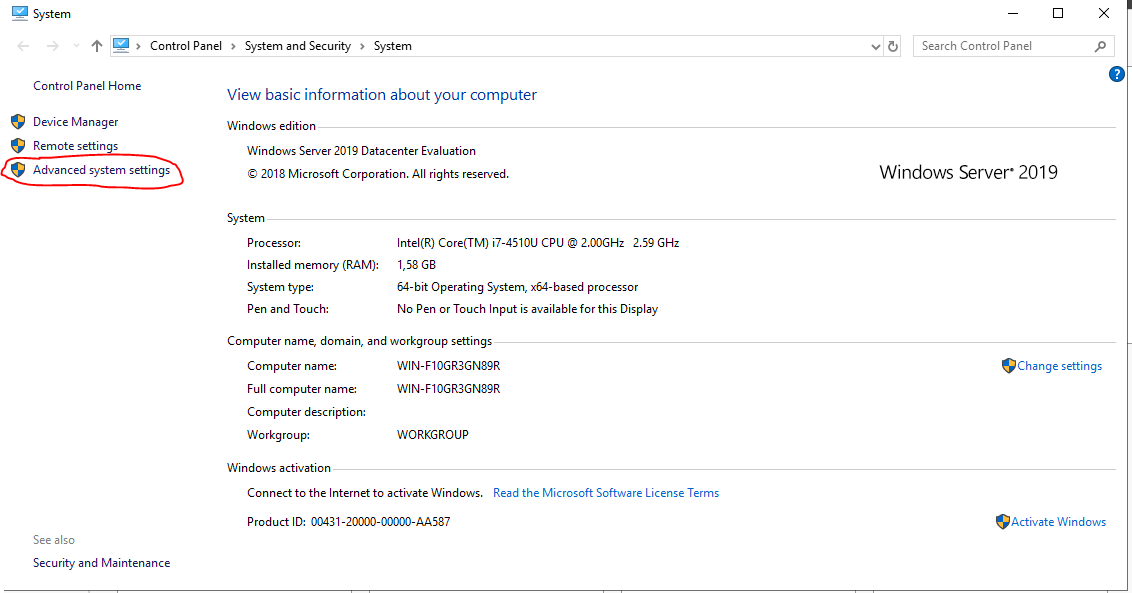 System
Control Panel > System and Security > System
Search Control Panel
?
Control Panel Home
Device Manager
Remote settings
Advanced system settings
View basic information about your computer
Windows edition
Windows Server 2019 Datacenter Evaluation
© 2018 Microsoft Corporation. All rights reserved.
Windows Server® 2019
System
Processor: Intel(R) Core(TM) i7-4510U CPU @ 2.00GHz 2.59 GHz
Installed memory (RAM): 1,58 GB
System type: 64-bit Operating System, x64-based processor
Pen and Touch: No Pen or Touch Input is available for this Display
Computer name, domain, and workgroup settings
Computer name: WIN-F10GR3GN89R
Change settings
Full computer name: WIN-F10GR3GN89R
Computer description:
Workgroup: WORKGROUP
Windows activation
Connect to the Internet to activate Windows. Read the Microsoft Software License Terms
Product ID: 00431-20000-00000-AA587
Activate Windows
See also
Security and Maintenance